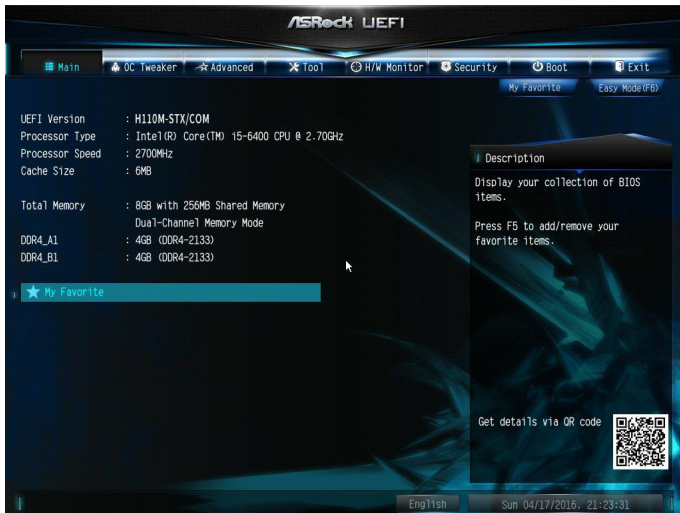 ASRock UEFI
Main
OC Tweaker
Advanced
Tool
H/W Monitor
Security
Boot
Exit
My Favorite
Easy Mode(F6)
UEFI Version : H110M-STX/COM
Processor Type : Intel(R) Core(TM) i5-6400 CPU @ 2.70GHz
Processor Speed : 2700MHz
Cache Size : 6MB
Total Memory : 8GB with 256MB Shared Memory
Dual-Channel Memory Mode
DDR4_A1 : 4GB (DDR4-2133)
DDR4_B1 : 4GB (DDR4-2133)
My Favorite
Description
Display your collection of BIOS
items.
Press F5 to add/remove your
favorite items.
Get details via QR code
English
Sun 04/17/2016. 21:23:31